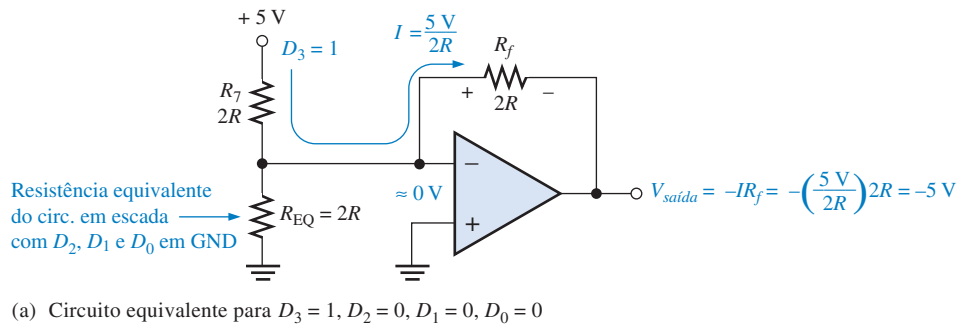 + 5 V
D₃ = 1
I = 5 V / 2R
R_f
+ −
2R
R₇
2R
−
≈ 0 V
+
Resistência equivalente
do circ. em escada
com D₂, D₁ e D₀ em GND
R_EQ = 2R
V_saída = −IR_f = −(5 V / 2R)2R = −5 V
(a) Circuito equivalente para D₃ = 1, D₂ = 0, D₁ = 0, D₀ = 0